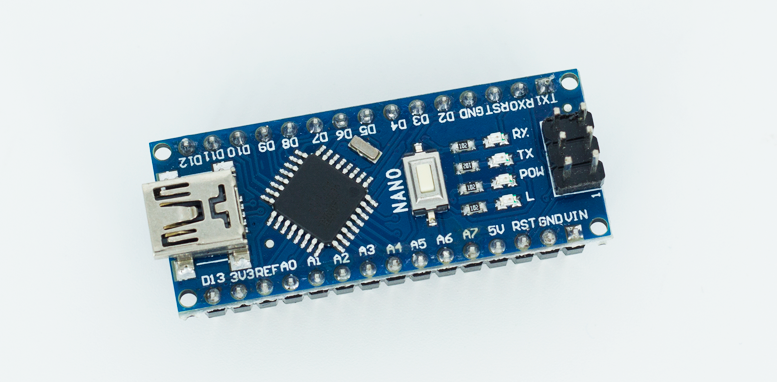 D12 D11 D10 D9 D8 D7 D6 D5 D4 D3 D2 GND RST RX0 TX1
RX
TX
POW
L
NANO
1
D13 3V3 REF A0 A1 A2 A3 A4 A5 A6 A7 5V RST GND VIN